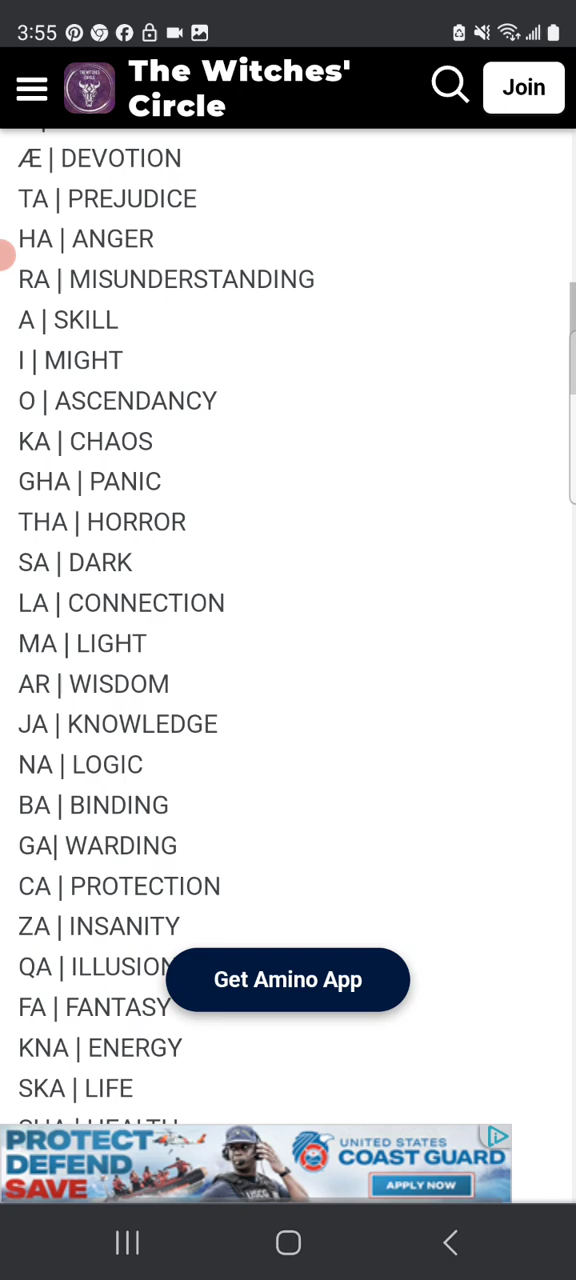 3:55
The Witches'
Circle
Join
Æ | DEVOTION
TA | PREJUDICE
HA | ANGER
RA | MISUNDERSTANDING
A | SKILL
I | MIGHT
O | ASCENDANCY
KA | CHAOS
GHA | PANIC
THA | HORROR
SA | DARK
LA | CONNECTION
MA | LIGHT
AR | WISDOM
JA | KNOWLEDGE
NA | LOGIC
BA | BINDING
GA| WARDING
CA | PROTECTION
ZA | INSANITY
QA | ILLUSION
Get Amino App
FA | FANTASY
KNA | ENERGY
SKA | LIFE
PROTECT
DEFEND
SAVE
USCG
UNITED STATES
COAST GUARD
APPLY NOW